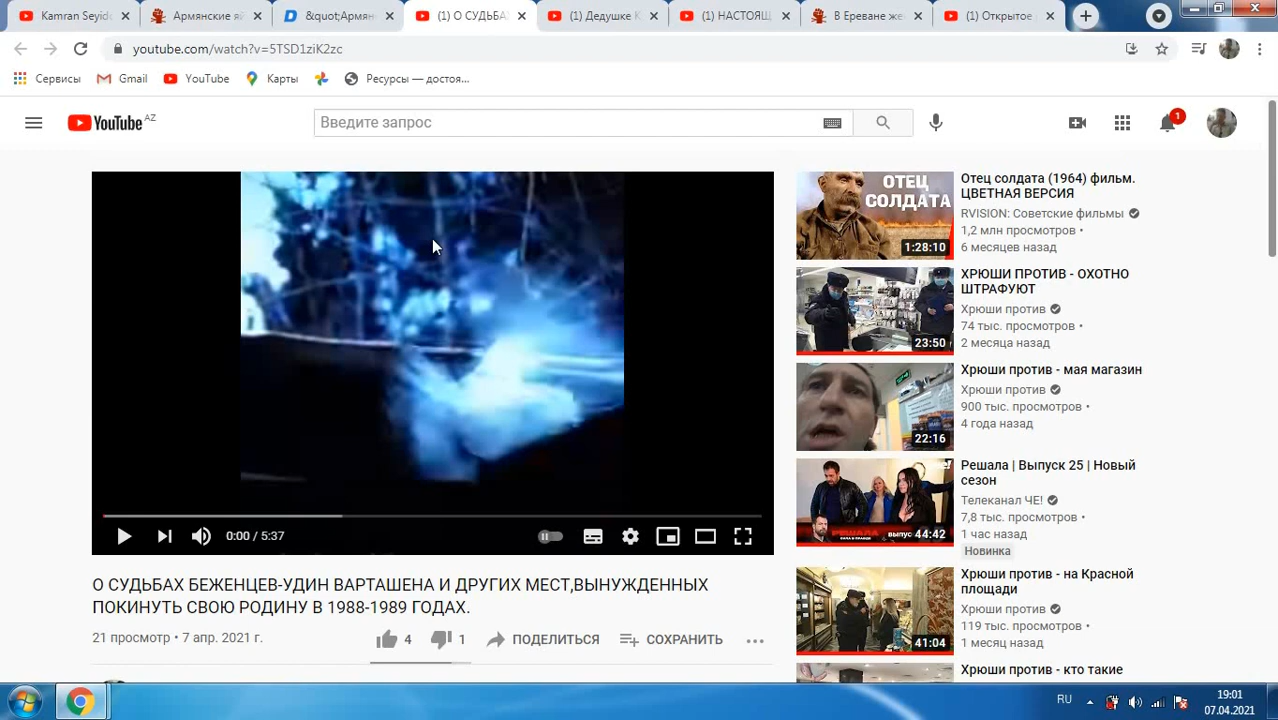 (1) Kamran Seyid
Армянские яй
&quot;Армян
(1) О СУДЬБА
(1) Дедушке К
(1) НАСТОЯЩ
В Ереване же
(1) Открытое
youtube.com/watch?v=5TSD1ziK2zc
Сервисы
Gmail
YouTube
Карты
Ресурсы — достоя...
YouTube AZ
Введите запрос
1
ОТЕЦ
СОЛДАТА
1:28:10
Отец солдата (1964) фильм.
ЦВЕТНАЯ ВЕРСИЯ
RVISION: Советские фильмы
1,2 млн просмотров •
6 месяцев назад
23:50
ХРЮШИ ПРОТИВ - ОХОТНО
ШТРАФУЮТ
Хрюши против
74 тыс. просмотров •
2 месяца назад
22:16
Хрюши против - мая магазин
Хрюши против
900 тыс. просмотров •
4 года назад
РЕШАЛА
выпус
44:42
Решала | Выпуск 25 | Новый
сезон
Телеканал ЧЕ!
7,8 тыс. просмотров •
1 час назад
Новинка
41:04
Хрюши против - на Красной
площади
Хрюши против
119 тыс. просмотров •
1 месяц назад
Хрюши против - кто такие
0:00 / 5:37
О СУДЬБАХ БЕЖЕНЦЕВ-УДИН ВАРТАШЕНА И ДРУГИХ МЕСТ,ВЫНУЖДЕННЫХ
ПОКИНУТЬ СВОЮ РОДИНУ В 1988-1989 ГОДАХ.
21 просмотр • 7 апр. 2021 г.
4
1
ПОДЕЛИТЬСЯ
СОХРАНИТЬ
RU
19:01
07.04.2021